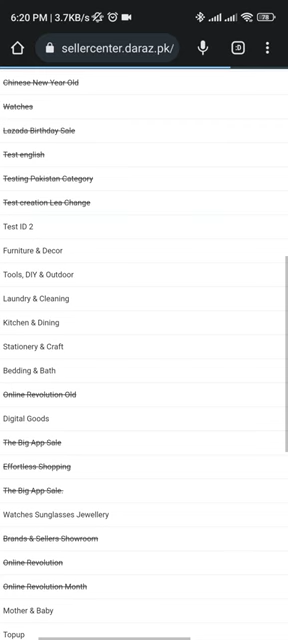 6:20 PM | 3.7KB/s
78
sellercenter.daraz.pk/
:D
Chinese New Year Old
Watches
Lazada Birthday Sale
Test english
Testing Pakistan Category
Test creation Lea Change
Test ID 2
Furniture & Decor
Tools, DIY & Outdoor
Laundry & Cleaning
Kitchen & Dining
Stationery & Craft
Bedding & Bath
Online Revolution Old
Digital Goods
The Big App Sale
Effortless Shopping
The Big App Sale.
Watches Sunglasses Jewellery
Brands & Sellers Showroom
Online Revolution
Online Revolution Month
Mother & Baby
Topup